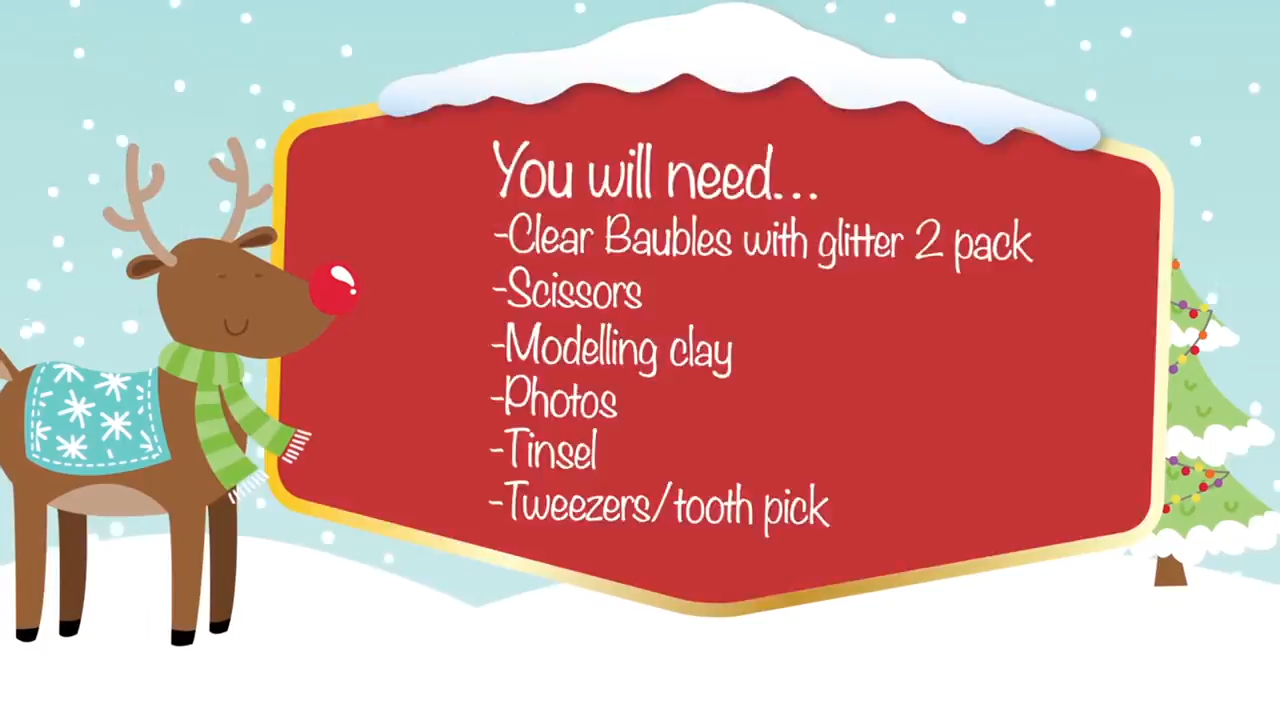 You will need...
-Clear Baubles with glitter 2 pack
-Scissors
-Modelling clay
-Photos
-Tinsel
-Tweezers/tooth pick